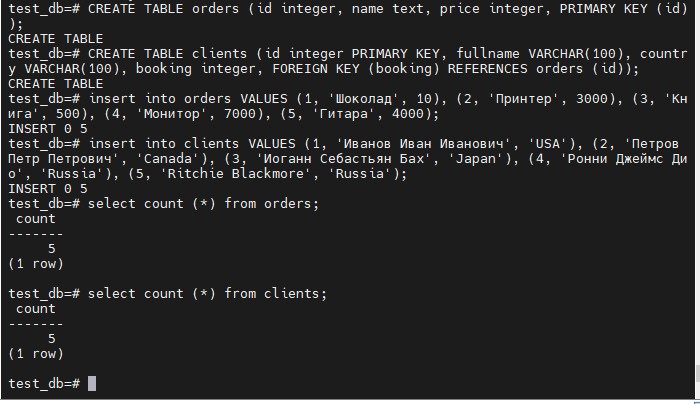 test_db=# CREATE TABLE orders (id integer, name text, price integer, PRIMARY KEY (id)
);
CREATE TABLE
test_db=# CREATE TABLE clients (id integer PRIMARY KEY, fullname VARCHAR(100), countr
y VARCHAR(100), booking integer, FOREIGN KEY (booking) REFERENCES orders (id));
CREATE TABLE
test_db=# insert into orders VALUES (1, 'Шоколад', 10), (2, 'Принтер', 3000), (3, 'Кн
ига', 500), (4, 'Монитор', 7000), (5, 'Гитара', 4000);
INSERT 0 5
test_db=# insert into clients VALUES (1, 'Иванов Иван Иванович', 'USA'), (2, 'Петров
Петр Петрович', 'Canada'), (3, 'Иоганн Себастьян Бах', 'Japan'), (4, 'Ронни Джеймс Ди
о', 'Russia'), (5, 'Ritchie Blackmore', 'Russia');
INSERT 0 5
test_db=# select count (*) from orders;
count
-------
5
(1 row)
test_db=# select count (*) from clients;
count
-------
5
(1 row)
test_db=#